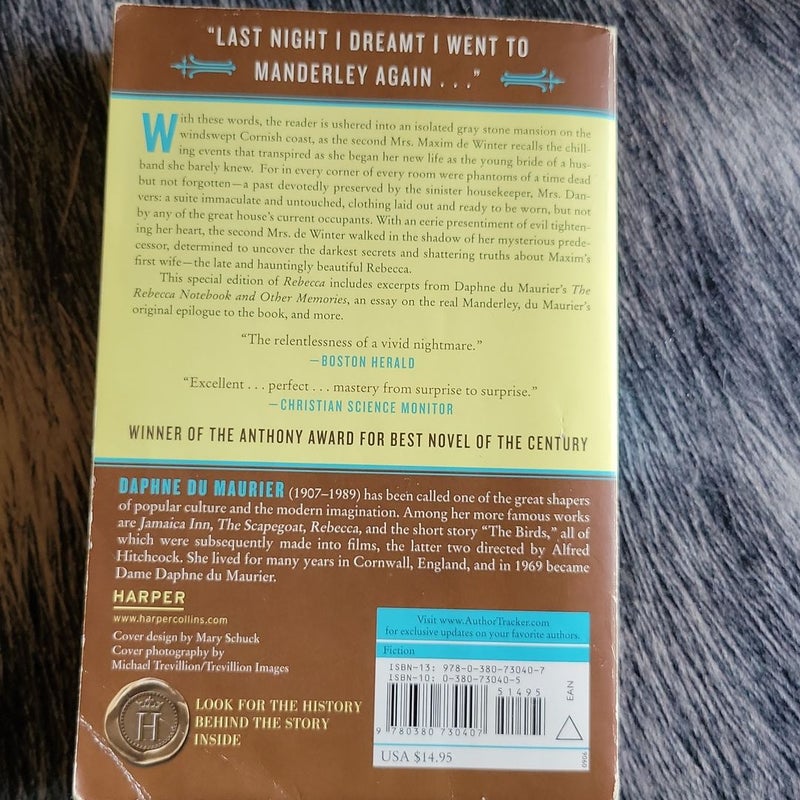 "LAST NIGHT I DREAMT I WENT TO
MANDERLEY AGAIN . . ."
With these words, the reader is ushered into an isolated gray stone mansion on the
windswept Cornish coast, as the second Mrs. Maxim de Winter recalls the chill-
ing events that transpired as she began her new life as the young bride of a hus-
band she barely knew. For in every corner of every room were phantoms of a time dead
but not forgotten—a past devotedly preserved by the sinister housekeeper, Mrs. Dan-
vers: a suite immaculate and untouched, clothing laid out and ready to be worn, but not
by any of the great house's current occupants. With an eerie presentiment of evil tighten-
ing her heart, the second Mrs. de Winter walked in the shadow of her mysterious prede-
cessor, determined to uncover the darkest secrets and shattering truths about Maxim's
first wife—the late and hauntingly beautiful Rebecca.
This special edition of Rebecca includes excerpts from Daphne du Maurier's The
Rebecca Notebook and Other Memories, an essay on the real Manderley, du Maurier's
original epilogue to the book, and more.
"The relentlessness of a vivid nightmare."
—BOSTON HERALD
"Excellent . . . perfect . . . mastery from surprise to surprise."
—CHRISTIAN SCIENCE MONITOR
WINNER OF THE ANTHONY AWARD FOR BEST NOVEL OF THE CENTURY
DAPHNE DU MAURIER (1907–1989) has been called one of the great shapers
of popular culture and the modern imagination. Among her more famous works
are Jamaica Inn, The Scapegoat, Rebecca, and the short story "The Birds," all of
which were subsequently made into films, the latter two directed by Alfred
Hitchcock. She lived for many years in Cornwall, England, and in 1969 became
Dame Daphne du Maurier.
HARPER
www.harpercollins.com
Cover design by Mary Schuck
Cover photography by
Michael Trevillion/Trevillion Images
H
LOOK FOR THE HISTORY
BEHIND THE STORY
INSIDE
Visit www.AuthorTracker.com
for exclusive updates on your favorite authors.
Fiction
ISBN-13: 978-0-380-73040-7
ISBN-10: 0-380-73040-5
51495
EAN
9 780380 730407
USA $14.95
0906